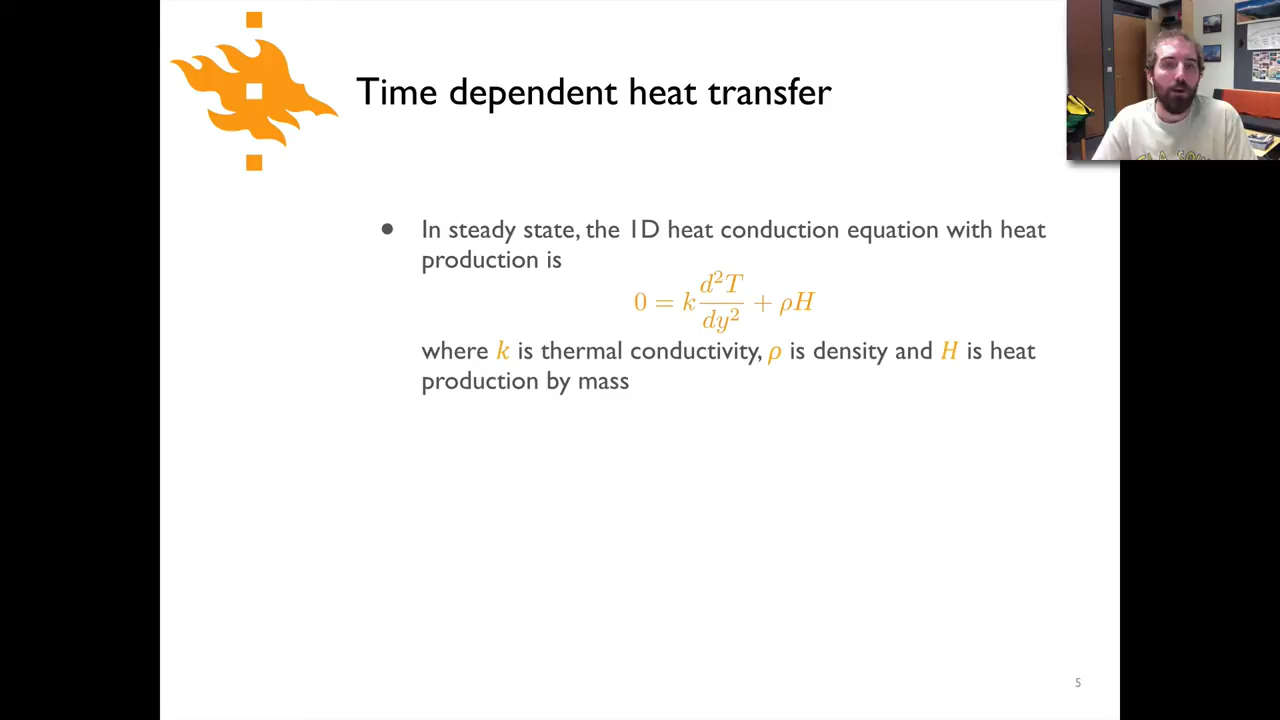 Time dependent heat transfer
● In steady state, the 1D heat conduction equation with heat
production is
0 = k d²T/dy² + ρH
where k is thermal conductivity, ρ is density and H is heat
production by mass
5